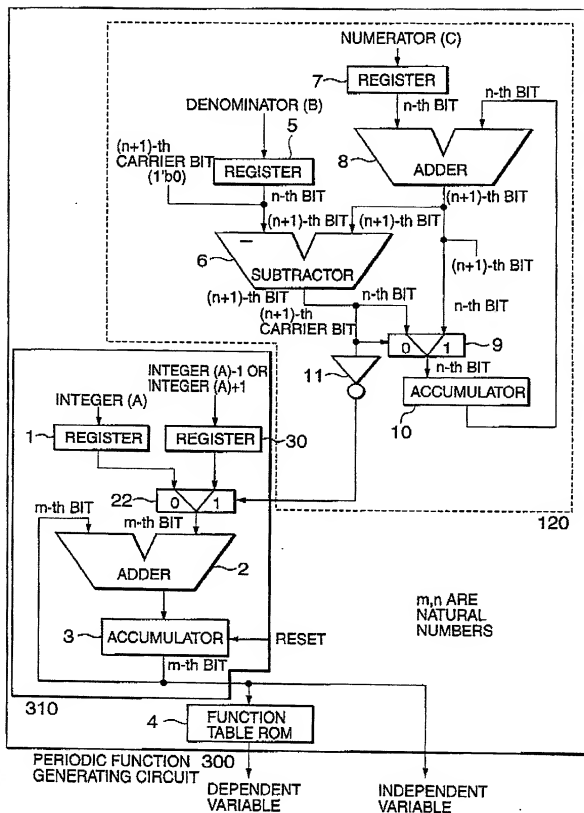 NUMERATOR (C)
7
REGISTER
n-th BIT
n-th BIT
DENOMINATOR (B)
5
(n+1)-th
CARRIER BIT
(1'b0)
REGISTER
n-th BIT
8
ADDER
(n+1)-th BIT
(n+1)-th BIT
(n+1)-th BIT
–
6
SUBTRACTOR
(n+1)-th BIT
(n+1)-th BIT
(n+1)-th
CARRIER BIT
n-th BIT
n-th BIT
0 1
9
n-th BIT
11
ACCUMULATOR
10
INTEGER (A)-1 OR
INTEGER (A)+1
INTEGER (A)
1
REGISTER
REGISTER
30
22
0 1
m-th BIT
m-th BIT
120
ADDER
2
m,n ARE
NATURAL
NUMBERS
3
ACCUMULATOR
RESET
m-th BIT
310
4
FUNCTION
TABLE ROM
PERIODIC FUNCTION 300
GENERATING CIRCUIT
DEPENDENT
VARIABLE
INDEPENDENT
VARIABLE